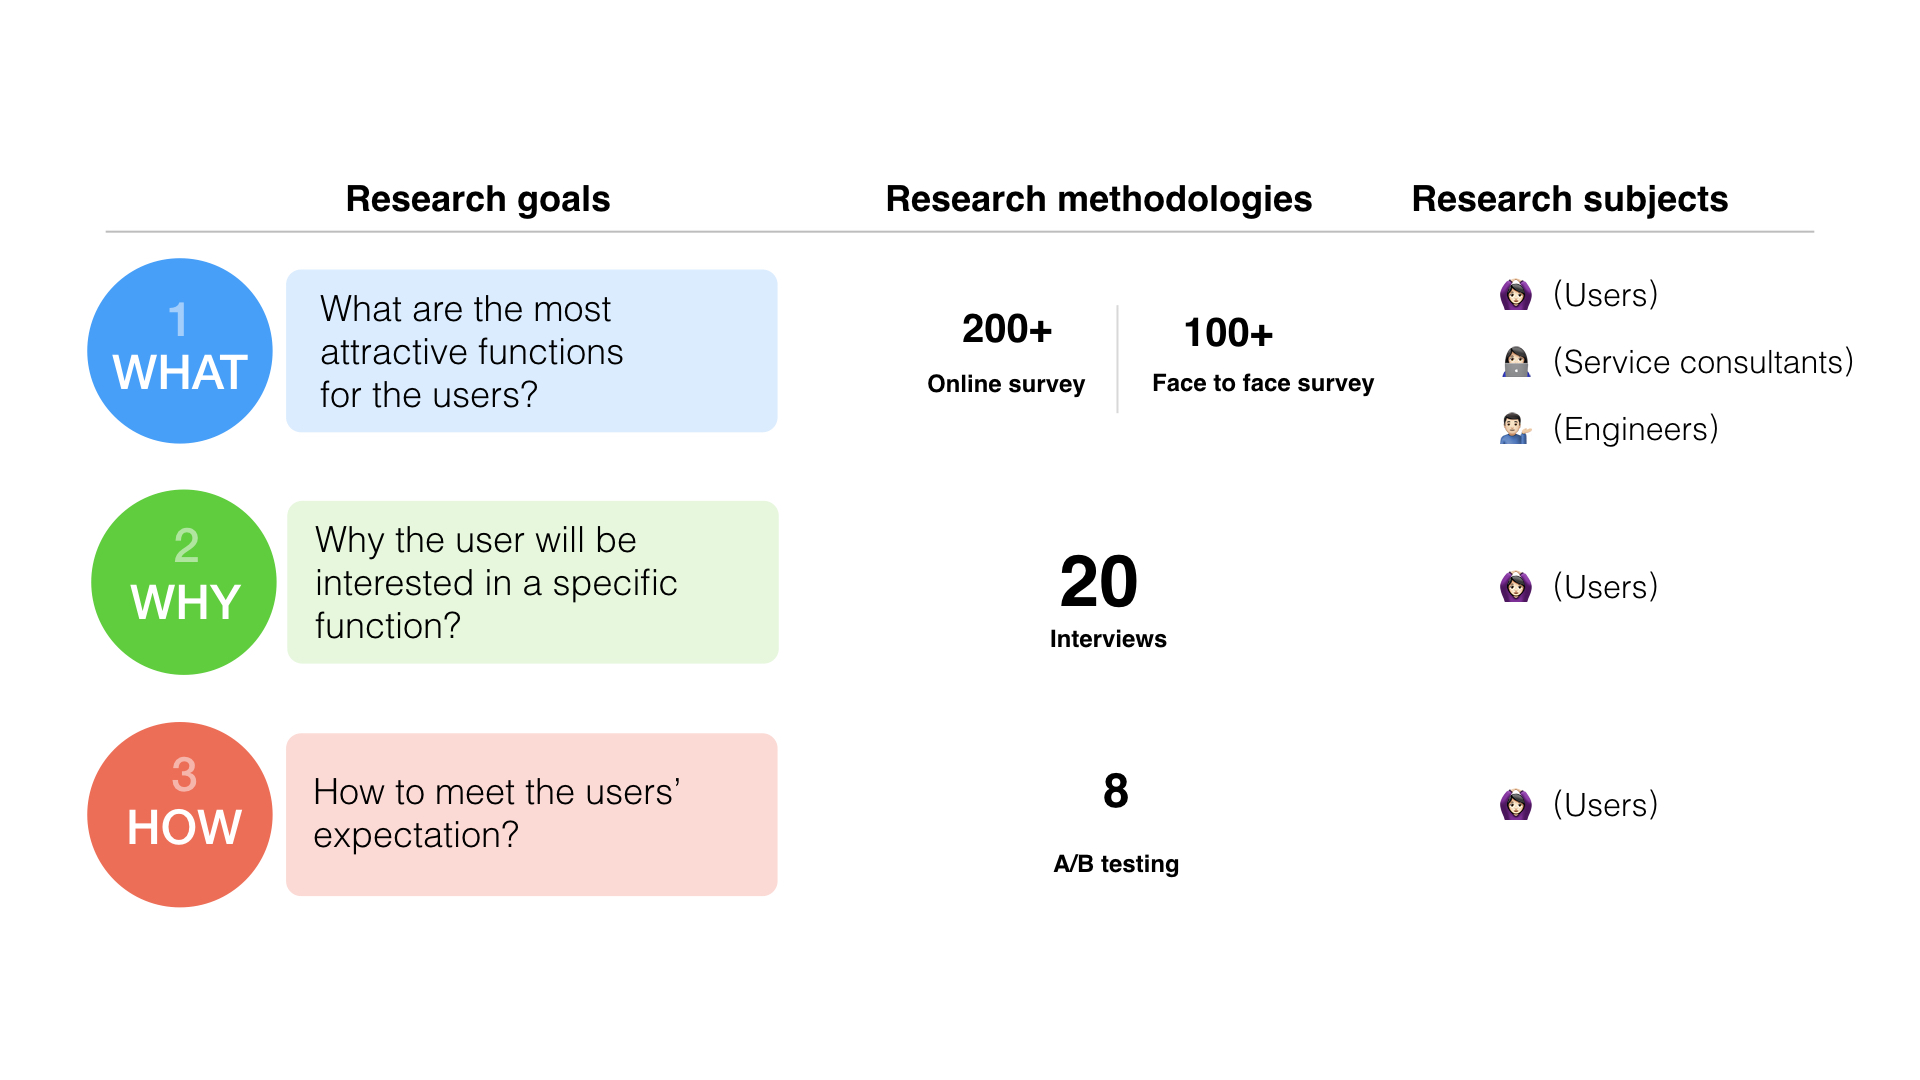 Research goals
Research methodologies
Research subjects
1
WHAT
What are the most
attractive functions
for the users?
200+
Online survey
100+
Face to face survey
(Users)
(Service consultants)
(Engineers)
2
WHY
Why the user will be
interested in a specific
function?
20
Interviews
(Users)
3
HOW
How to meet the users’
expectation?
8
A/B testing
(Users)